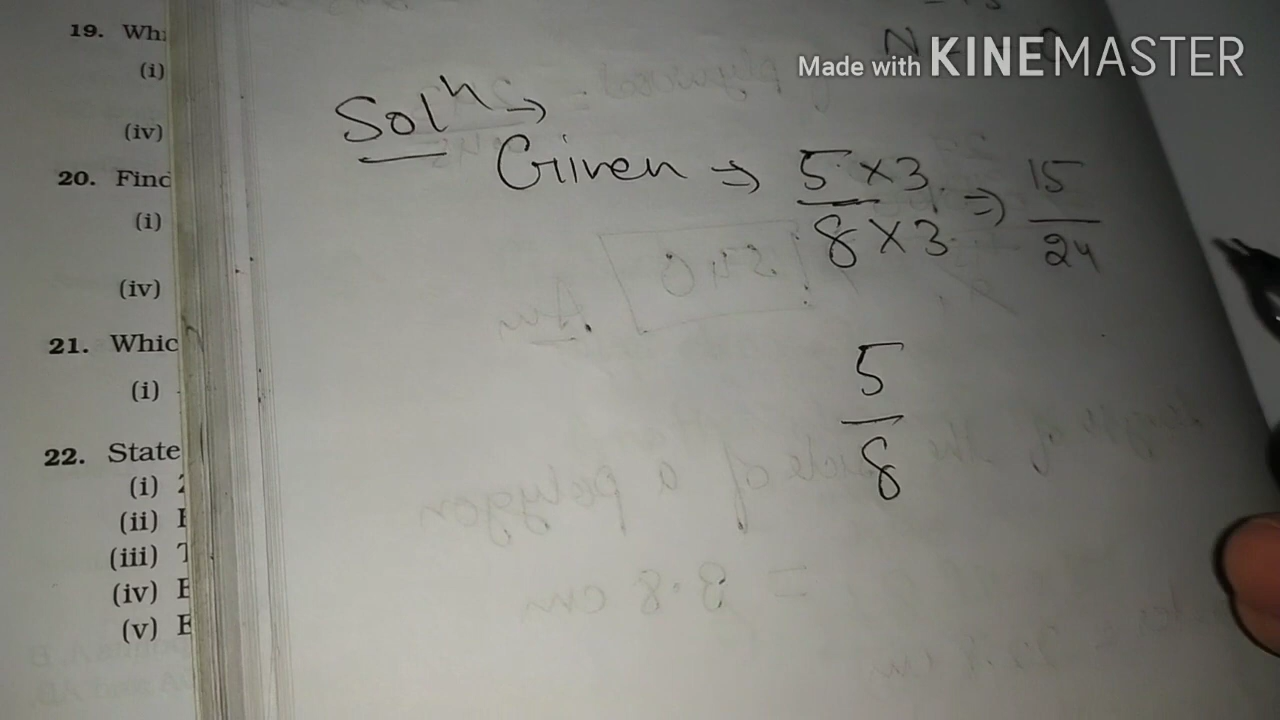 Made with KINEMASTER
19. Wh
(i)
(iv)
20. Find
(i)
(iv)
21. Whic
(i)
22. State
(i)
(ii)
(iii)
(iv)
(v)
Solⁿ →
Given ⇒ 5 × 3 / 8 × 3 ⇒ 15 / 24
5
8